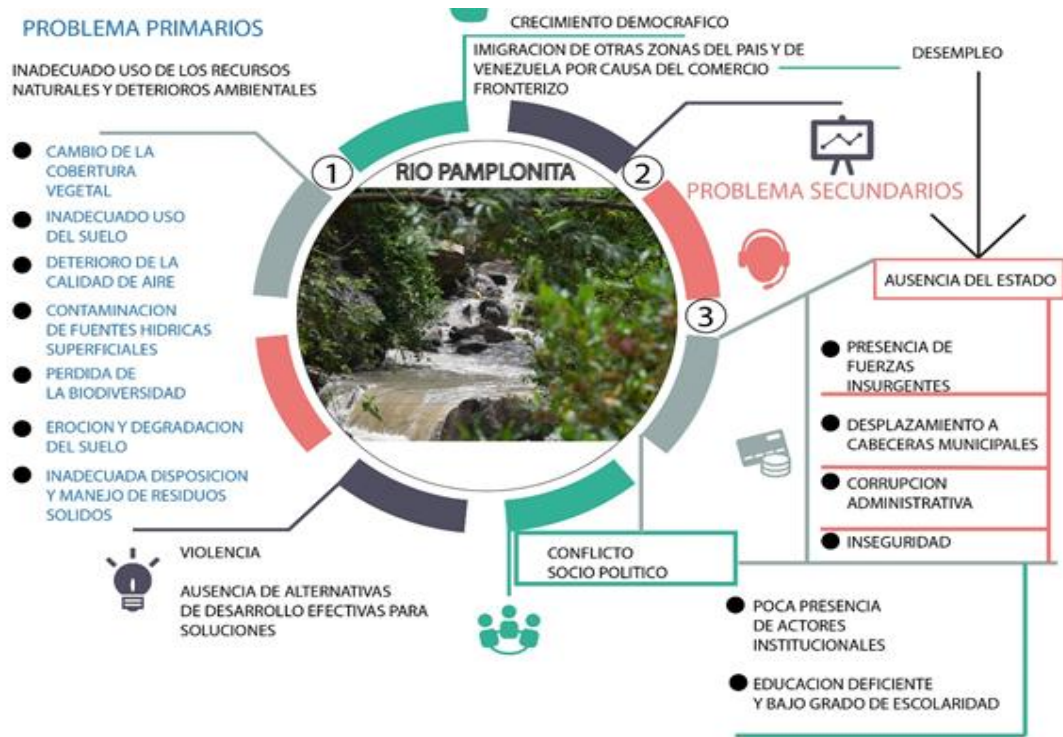 PROBLEMA PRIMARIOS
INADECUADO USO DE LOS RECURSOS
NATURALES Y DETERIOROS AMBIENTALES
CAMBIO DE LA
COBERTURA
VEGETAL
INADECUADO USO
DEL SUELO
DETERIORO DE LA
CALIDAD DE AIRE
CONTAMINACION
DE FUENTES HIDRICAS
SUPERFICIALES
PERDIDA DE
LA BIODIVERSIDAD
EROCION Y DEGRADACION
DEL SUELO
INADECUADA DISPOSICION
Y MANEJO DE RESIDUOS
SOLIDOS
VIOLENCIA
AUSENCIA DE ALTERNATIVAS
DE DESARROLLO EFECTIVAS PARA
SOLUCIONES
1
RIO PAMPLONITA
2
3
CRECIMIENTO DEMOCRAFICO
IMIGRACION DE OTRAS ZONAS DEL PAIS Y DE
VENEZUELA POR CAUSA DEL COMERCIO
FRONTERIZO
DESEMPLEO
PROBLEMA SECUNDARIOS
AUSENCIA DEL ESTADO
PRESENCIA DE
FUERZAS
INSURGENTES
DESPLAZAMIENTO A
CABECERAS MUNICIPALES
CORRUPCION
ADMINISTRATIVA
INSEGURIDAD
CONFLICTO
SOCIO POLITICO
POCA PRESENCIA
DE ACTORES
INSTITUCIONALES
EDUCACION DEFICIENTE
Y BAJO GRADO DE ESCOLARIDAD